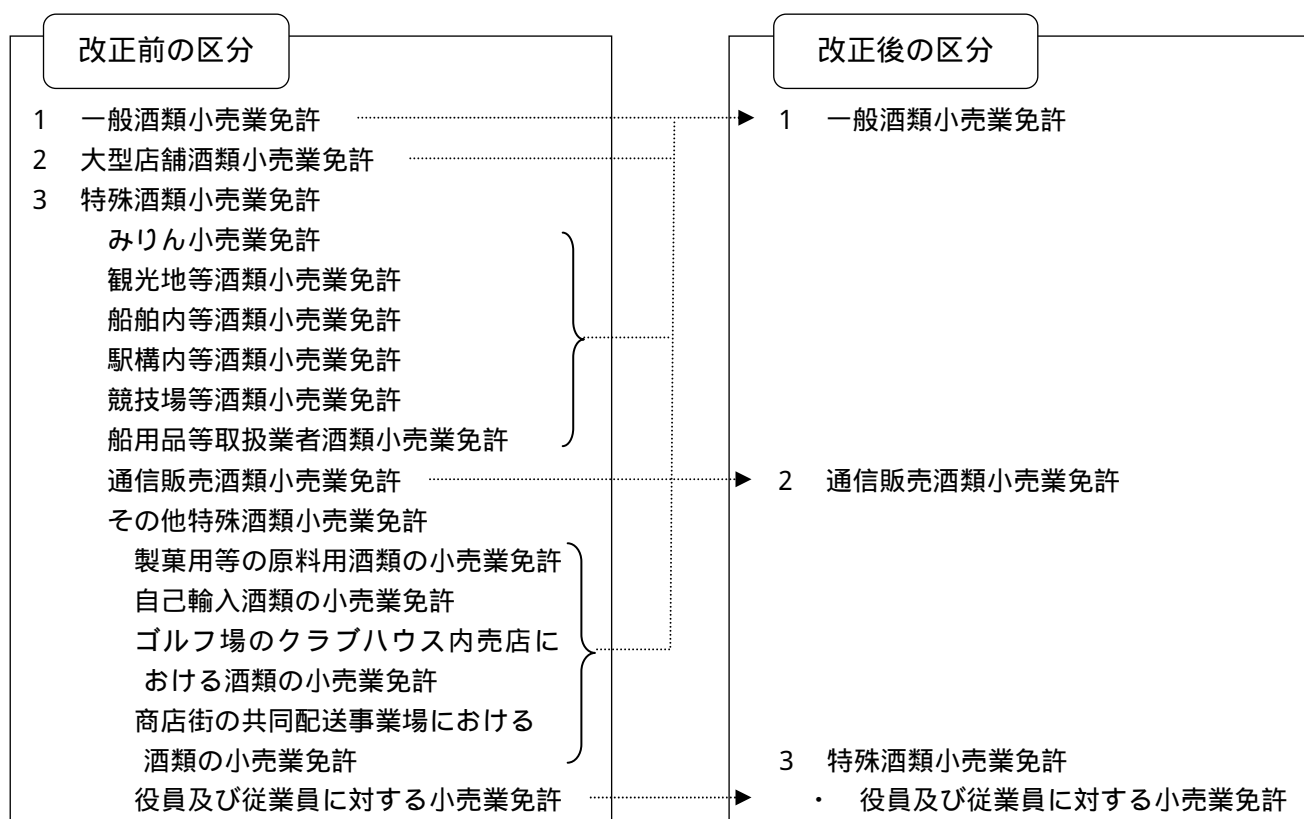 改正前の区分
1 一般酒類小売業免許
2 大型店舗酒類小売業免許
3 特殊酒類小売業免許
みりん小売業免許
観光地等酒類小売業免許
船舶内等酒類小売業免許
駅構内等酒類小売業免許
競技場等酒類小売業免許
船用品等取扱業者酒類小売業免許
通信販売酒類小売業免許
その他特殊酒類小売業免許
製菓用等の原料用酒類の小売業免許
自己輸入酒類の小売業免許
ゴルフ場のクラブハウス内売店に
おける酒類の小売業免許
商店街の共同配送事業場における
酒類の小売業免許
役員及び従業員に対する小売業免許
改正後の区分
1 一般酒類小売業免許
2 通信販売酒類小売業免許
3 特殊酒類小売業免許
・ 役員及び従業員に対する小売業免許